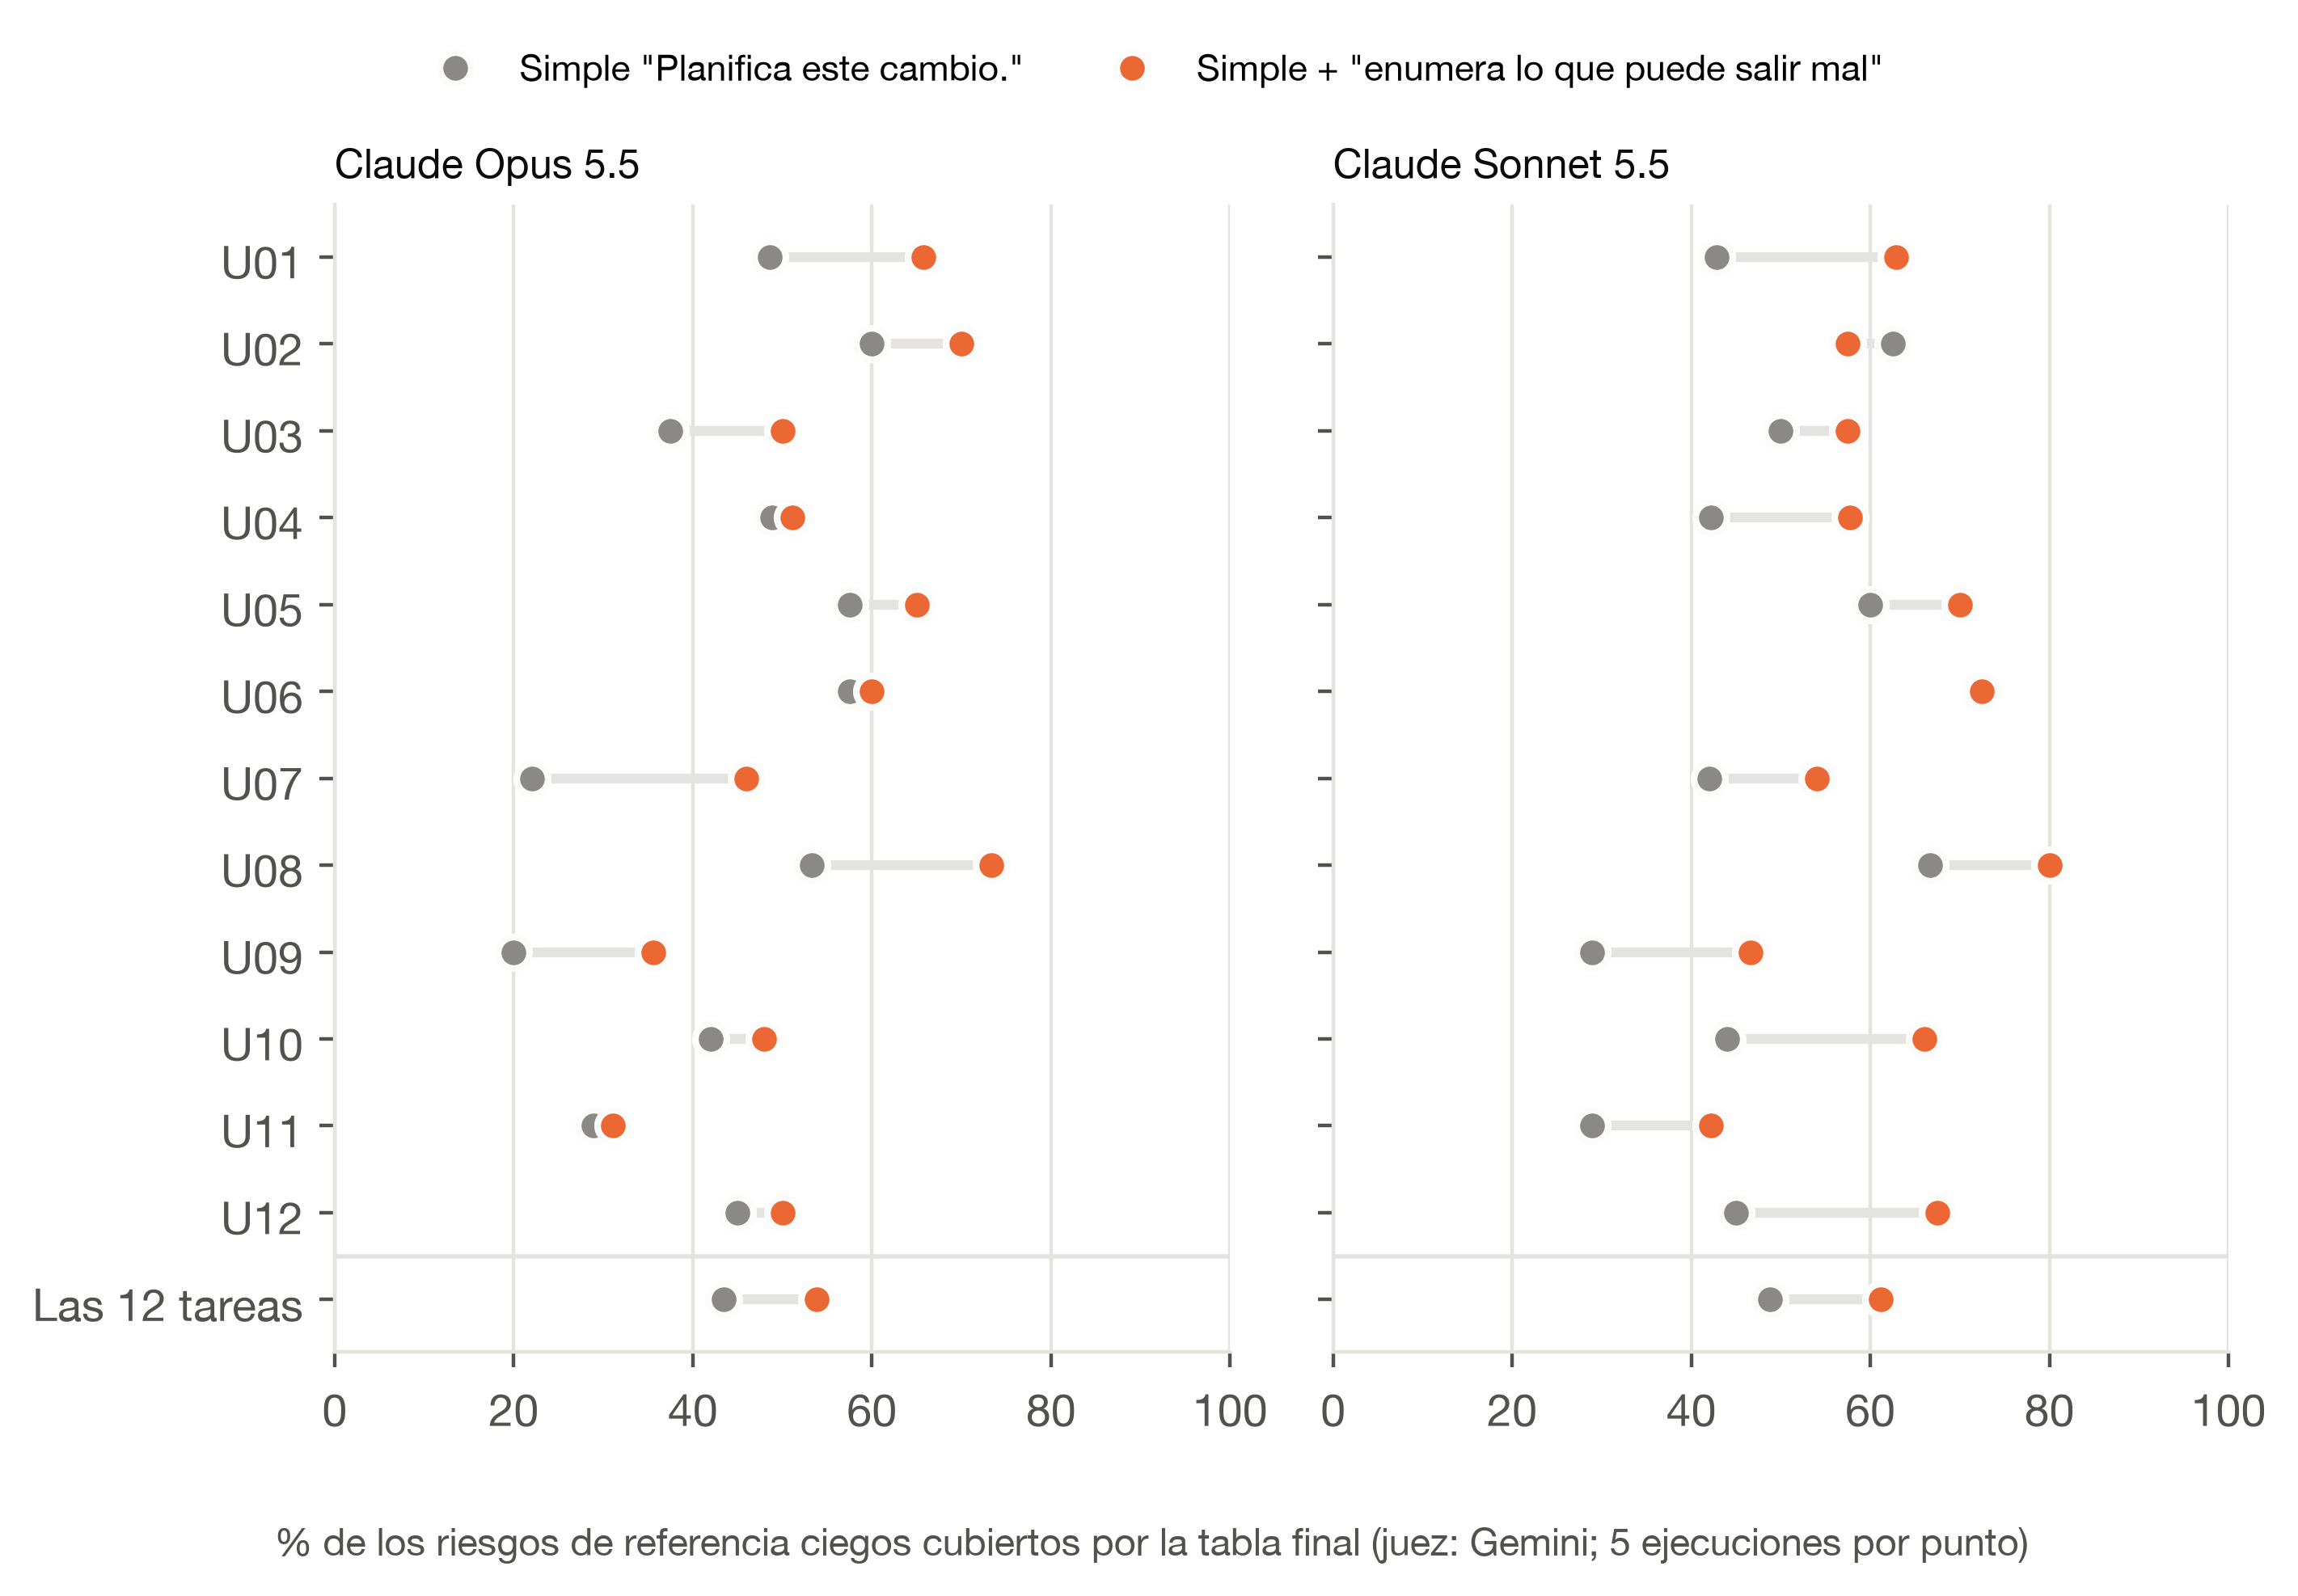 Simple "Planifica este cambio."
Simple + "enumera lo que puede salir mal"
Claude Opus 5.5
Claude Sonnet 5.5
U01
U02
U03
U04
U05
U06
U07
U08
U09
U10
U11
U12
Las 12 tareas
0 20 40 60 80 100
0 20 40 60 80 100
% de los riesgos de referencia ciegos cubiertos por la tabla final (juez: Gemini; 5 ejecuciones por punto)